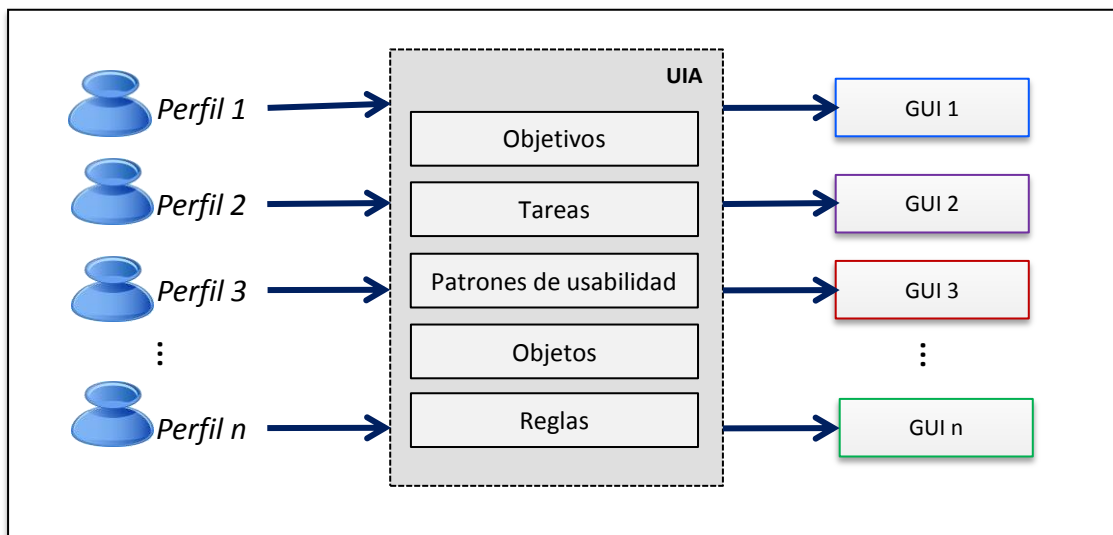 UIA
Perfil 1
Objetivos
GUI 1
Perfil 2
Tareas
GUI 2
Perfil 3
Patrones de usabilidad
GUI 3
⋮
Objetos
⋮
Perfil n
Reglas
GUI n